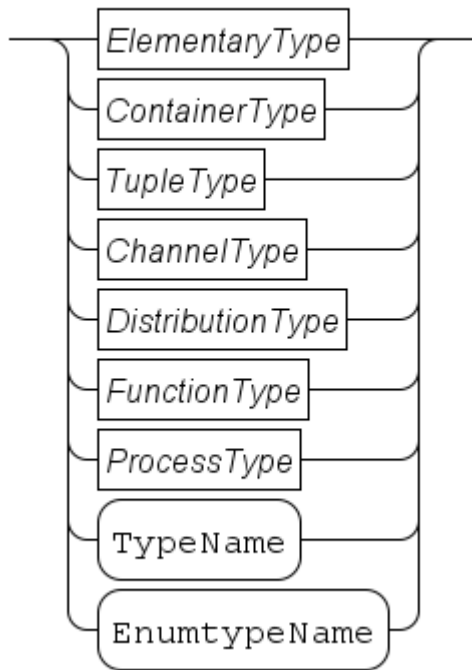 ElementaryType
ContainerType
TupleType
ChannelType
DistributionType
FunctionType
ProcessType
TypeName
EnumtypeName